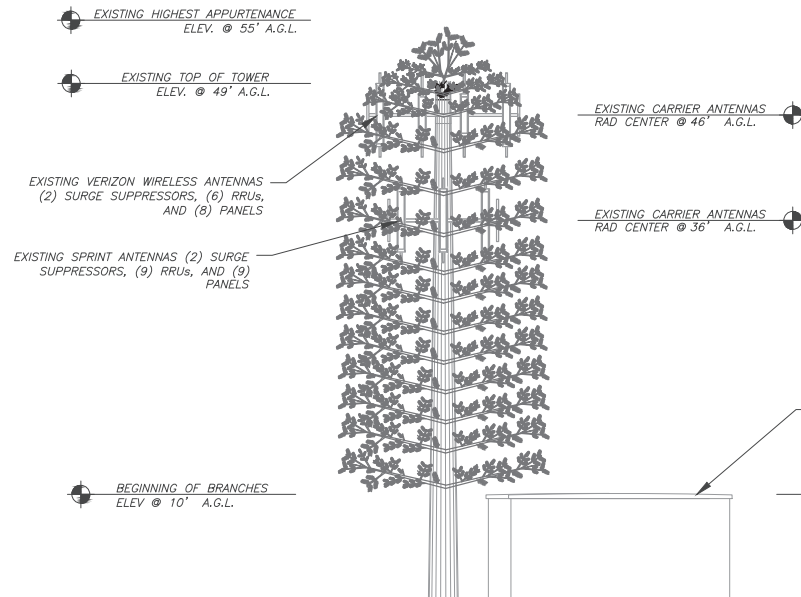 EXISTING HIGHEST APPURTENANCE
ELEV. @ 55' A.G.L.
EXISTING TOP OF TOWER
ELEV. @ 49' A.G.L.
EXISTING CARRIER ANTENNAS
RAD CENTER @ 46' A.G.L.
EXISTING VERIZON WIRELESS ANTENNAS
(2) SURGE SUPPRESSORS, (6) RRUs,
AND (8) PANELS
EXISTING CARRIER ANTENNAS
RAD CENTER @ 36' A.G.L.
EXISTING SPRINT ANTENNAS (2) SURGE
SUPPRESSORS, (9) RRUs, AND (9)
PANELS
BEGINNING OF BRANCHES
ELEV @ 10' A.G.L.